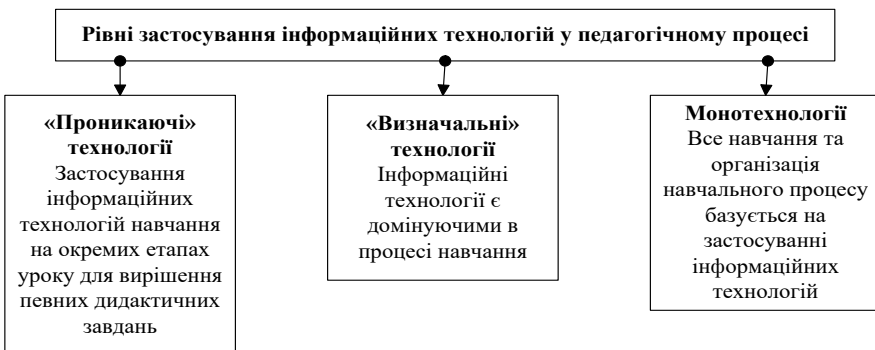 Рівні застосування інформаційних технологій у педагогічному процесі
«Проникаючі»
технології
Застосування
інформаційних
технологій навчання
на окремих етапах
уроку для вирішення
певних дидактичних
завдань
«Визначальні»
технології
Інформаційні
технології є
домінуючими в
процесі навчання
Монотехнології
Все навчання та
організація
навчального процесу
базується на
застосуванні
інформаційних
технологій